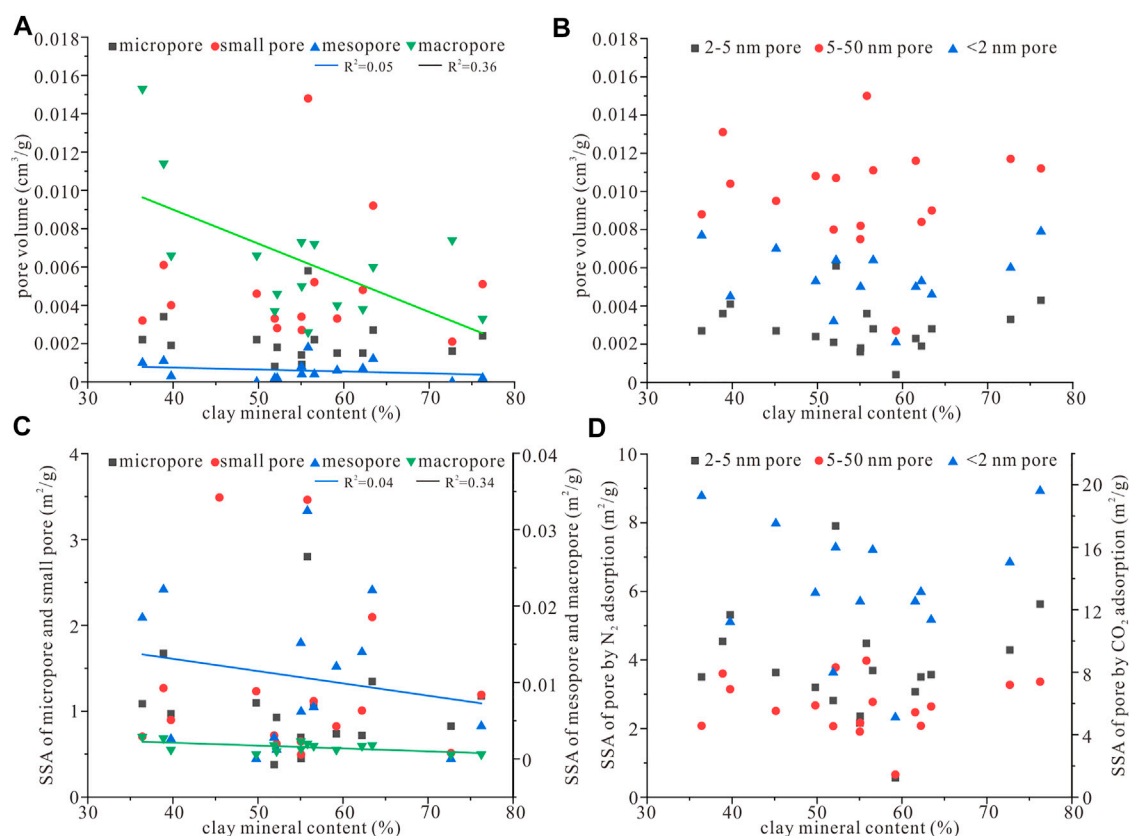 A
micropore small pore mesopore macropore
R²=0.05 R²=0.36
0.018
0.016
0.014
0.012
0.010
0.008
0.006
0.004
0.002
0
pore volume (cm³/g)
30 40 50 60 70 80
clay mineral content (%)
B
2-5 nm pore 5-50 nm pore <2 nm pore
0.018
0.016
0.014
0.012
0.010
0.008
0.006
0.004
0.002
0
pore volume (cm³/g)
30 40 50 60 70 80
clay mineral content (%)
C
micropore small pore mesopore macropore
R²=0.04 R²=0.34
4
3
2
1
0
SSA of micropore and small pore (m²/g)
0.04
0.03
0.02
0.01
0
SSA of mesopore and macropore (m²/g)
30 40 50 60 70 80
clay mineral content (%)
D
2-5 nm pore 5-50 nm pore <2 nm pore
10
8
6
4
2
0
SSA of pore by N₂ adsorption (m²/g)
20
16
12
8
4
0
SSA of pore by CO₂ adsorption (m²/g)
30 40 50 60 70 80
clay mineral content (%)